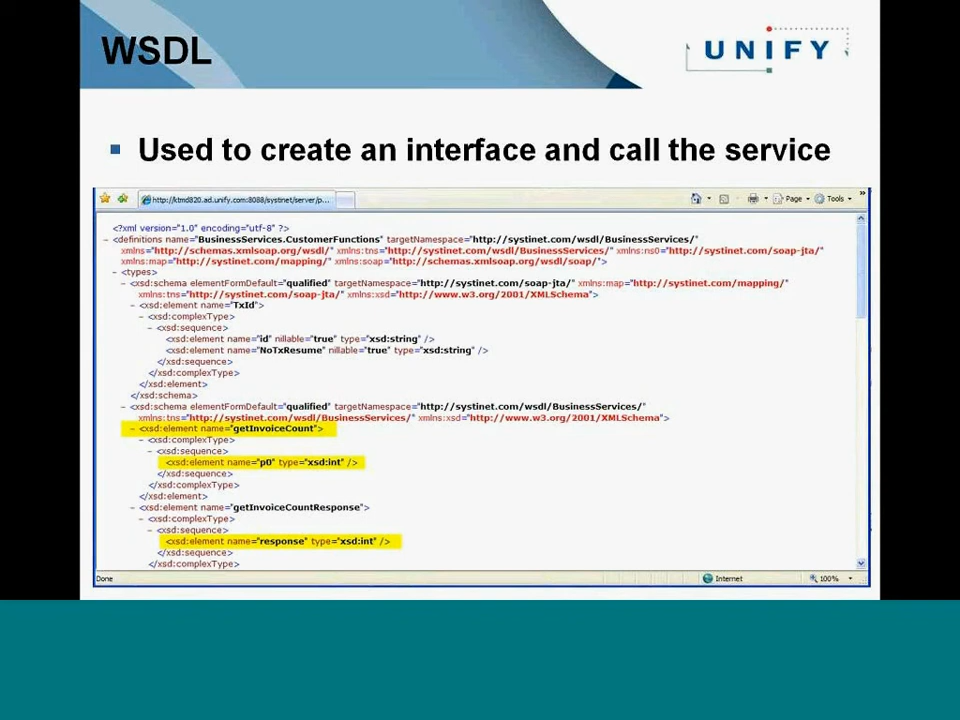 WSDL
UNIFY
Used to create an interface and call the service
http://ktmd820.ad.unify.com:8088/systinet/server/p...
Page
Tools
<?xml version="1.0" encoding="utf-8" ?>
- <definitions name="BusinessServices.CustomerFunctions" targetNamespace="http://systinet.com/wsdl/BusinessServices/"
xmlns="http://schemas.xmlsoap.org/wsdl/" xmlns:tns="http://systinet.com/wsdl/BusinessServices/" xmlns:ns0="http://systinet.com/soap-jta/"
xmlns:map="http://systinet.com/mapping/" xmlns:soap="http://schemas.xmlsoap.org/wsdl/soap/">
- <types>
- <xsd:schema elementFormDefault="qualified" targetNamespace="http://systinet.com/soap-jta/" xmlns:map="http://systinet.com/mapping/"
xmlns:tns="http://systinet.com/soap-jta/" xmlns:xsd="http://www.w3.org/2001/XMLSchema">
- <xsd:element name="TxId">
- <xsd:complexType>
- <xsd:sequence>
<xsd:element name="id" nillable="true" type="xsd:string" />
<xsd:element name="NoTxResume" nillable="true" type="xsd:string" />
</xsd:sequence>
</xsd:complexType>
</xsd:element>
</xsd:schema>
- <xsd:schema elementFormDefault="qualified" targetNamespace="http://systinet.com/wsdl/BusinessServices/"
xmlns:tns="http://systinet.com/wsdl/BusinessServices/" xmlns:xsd="http://www.w3.org/2001/XMLSchema">
- <xsd:element name="getInvoiceCount">
- <xsd:complexType>
- <xsd:sequence>
<xsd:element name="p0" type="xsd:int" />
</xsd:sequence>
</xsd:complexType>
</xsd:element>
- <xsd:element name="getInvoiceCountResponse">
- <xsd:complexType>
- <xsd:sequence>
<xsd:element name="response" type="xsd:int" />
</xsd:sequence>
</xsd:complexType>
Done
Internet
100%